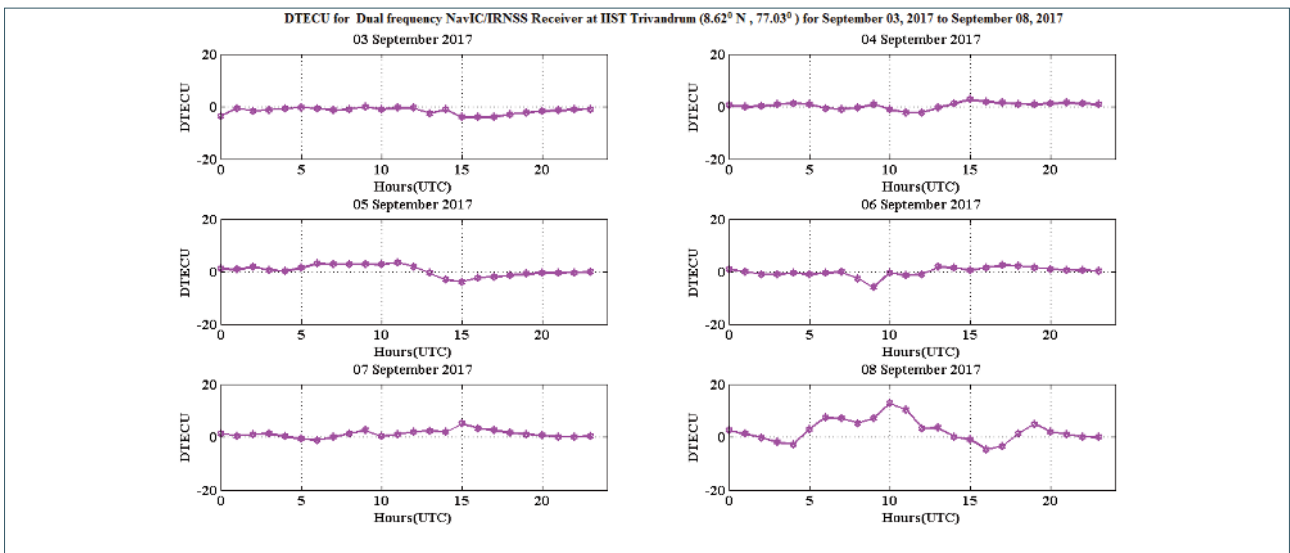 DTECU for Dual frequency NavIC/IRNSS Receiver at IIST Trivandrum (8.62⁰ N , 77.03⁰ ) for September 03, 2017 to September 08, 2017
03 September 2017
20
0
-20
DTECU
0 5 10 15 20
Hours(UTC)
04 September 2017
20
0
-20
DTECU
0 5 10 15 20
Hours(UTC)
05 September 2017
20
0
-20
DTECU
0 5 10 15 20
Hours(UTC)
06 September 2017
20
0
-20
DTECU
0 5 10 15 20
Hours(UTC)
07 September 2017
20
0
-20
DTECU
0 5 10 15 20
Hours(UTC)
08 September 2017
20
0
-20
DTECU
0 5 10 15 20
Hours(UTC)